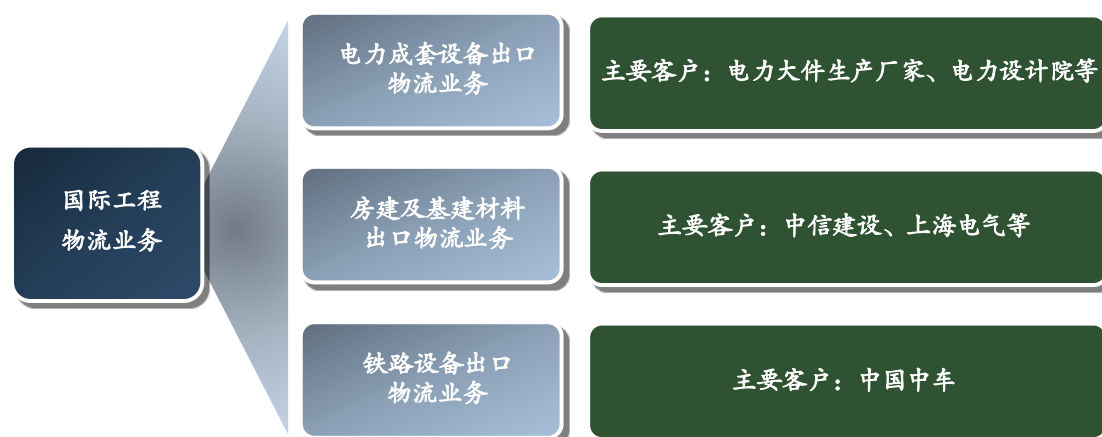 国际工程
物流业务
电力成套设备出口
物流业务
主要客户：电力大件生产厂家、电力设计院等
房建及基建材料
出口物流业务
主要客户：中信建设、上海电气等
铁路设备出口
物流业务
主要客户：中国中车